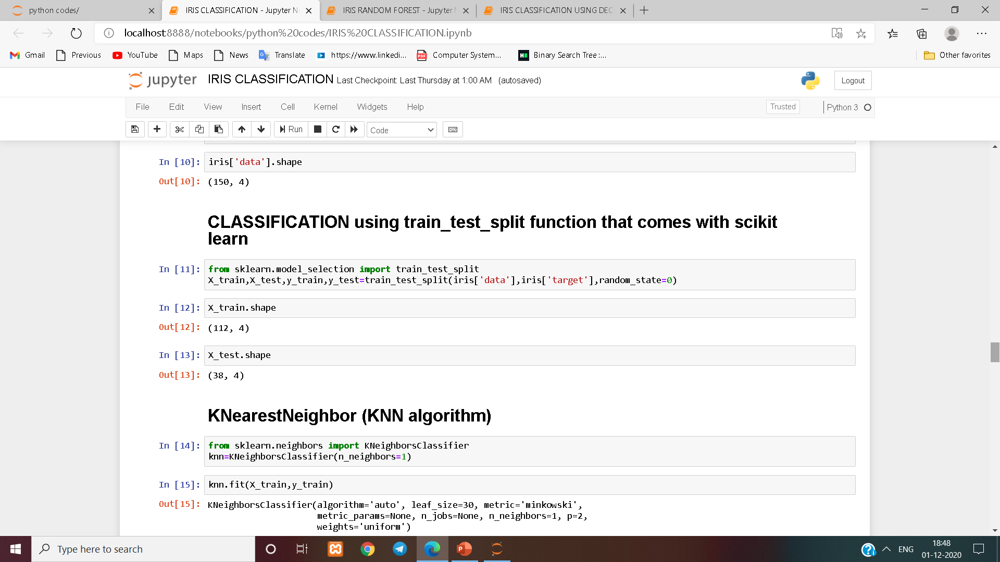 python codes/
IRIS CLASSIFICATION - Jupyter N
IRIS RANDOM FOREST - Jupyter
IRIS CLASSIFICATION USING DEC
localhost:8888/notebooks/python%20codes/IRIS%20CLASSIFICATION.ipynb
Gmail
Previous
YouTube
Maps
News
Translate
https://www.linkedi...
Computer System...
Binary Search Tree :...
Other favorites
jupyter
IRIS CLASSIFICATION Last Checkpoint: Last Thursday at 1:00 AM (autosaved)
Logout
File
Edit
View
Insert
Cell
Kernel
Widgets
Help
Trusted
Python 3
Run
Code
In [10]: iris['data'].shape
Out[10]: (150, 4)
CLASSIFICATION using train_test_split function that comes with scikit
learn
In [11]: from sklearn.model_selection import train_test_split
X_train,X_test,y_train,y_test=train_test_split(iris['data'],iris['target'],random_state=0)
In [12]: X_train.shape
Out[12]: (112, 4)
In [13]: X_test.shape
Out[13]: (38, 4)
KNearestNeighbor (KNN algorithm)
In [14]: from sklearn.neighbors import KNeighborsClassifier
knn=KNeighborsClassifier(n_neighbors=1)
In [15]: knn.fit(X_train,y_train)
Out[15]: KNeighborsClassifier(algorithm='auto', leaf_size=30, metric='minkowski',
metric_params=None, n_jobs=None, n_neighbors=1, p=2,
weights='uniform')
Type here to search
ENG
18:48
01-12-2020